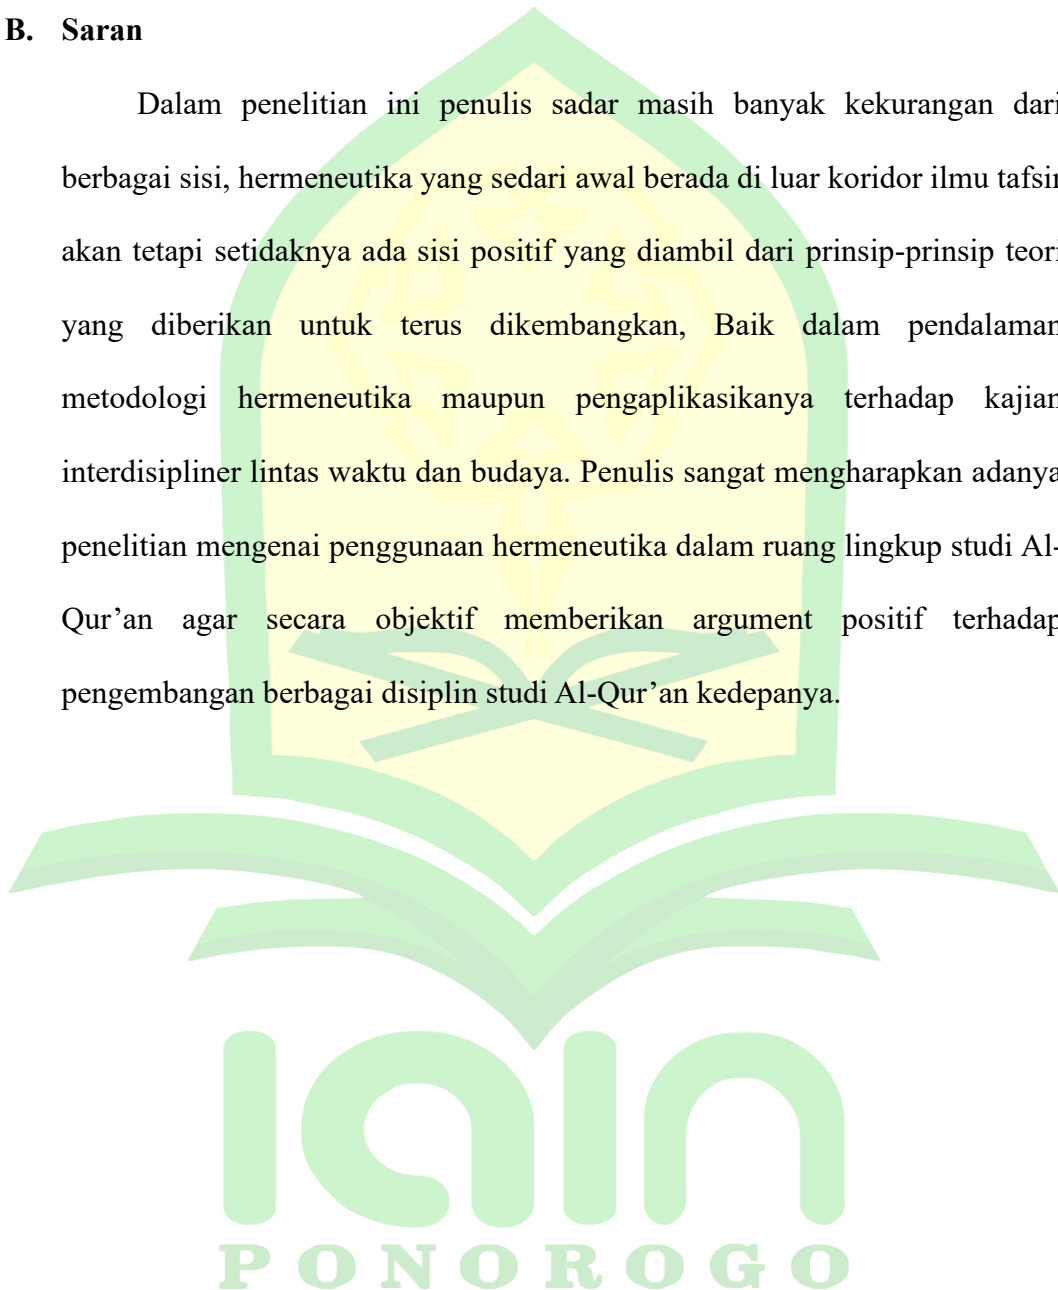 B. Saran
Dalam penelitian ini penulis sadar masih banyak kekurangan dari
berbagai sisi, hermeneutika yang sedari awal berada di luar koridor ilmu tafsir
akan tetapi setidaknya ada sisi positif yang diambil dari prinsip-prinsip teori
yang diberikan untuk terus dikembangkan, Baik dalam pendalaman
metodologi hermeneutika maupun pengaplikasikanya terhadap kajian
interdisipliner lintas waktu dan budaya. Penulis sangat mengharapkan adanya
penelitian mengenai penggunaan hermeneutika dalam ruang lingkup studi Al-
Qur’an agar secara objektif memberikan argument positif terhadap
pengembangan berbagai disiplin studi Al-Qur’an kedepanya.
iain
PONOROGO